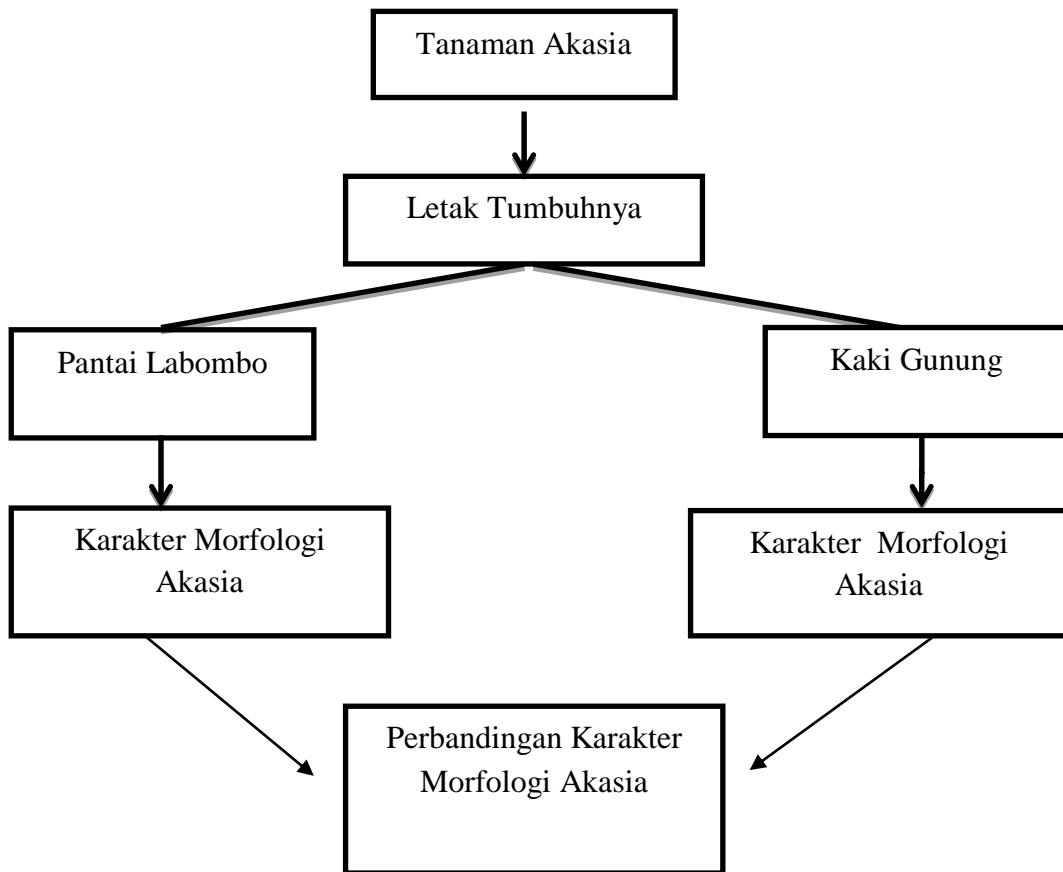 Tanaman Akasia
Letak Tumbuhnya
Pantai Labombo
Kaki Gunung
Karakter Morfologi
Akasia
Karakter Morfologi
Akasia
Perbandingan Karakter
Morfologi Akasia